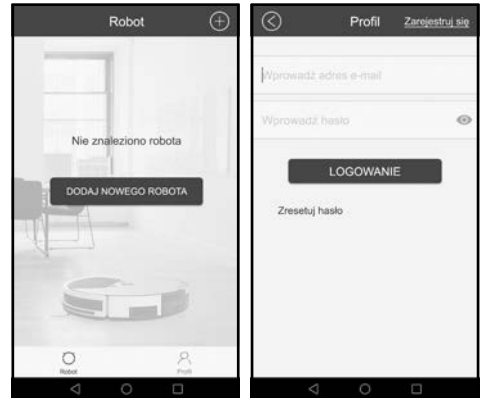 Robot
Nie znaleziono robota
DODAJ NOWEGO ROBOTA
Robot
Profil
Profil
Zarejestruj się
Wprowadź adres e-mail
Wprowadź hasło
LOGOWANIE
Zresetuj hasło